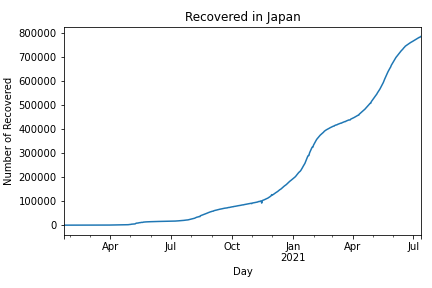 Recovered in Japan
800000
700000
600000
500000
400000
300000
200000
100000
0
Number of Recovered
Apr
Jul
Oct
Jan
2021
Apr
Jul
Day